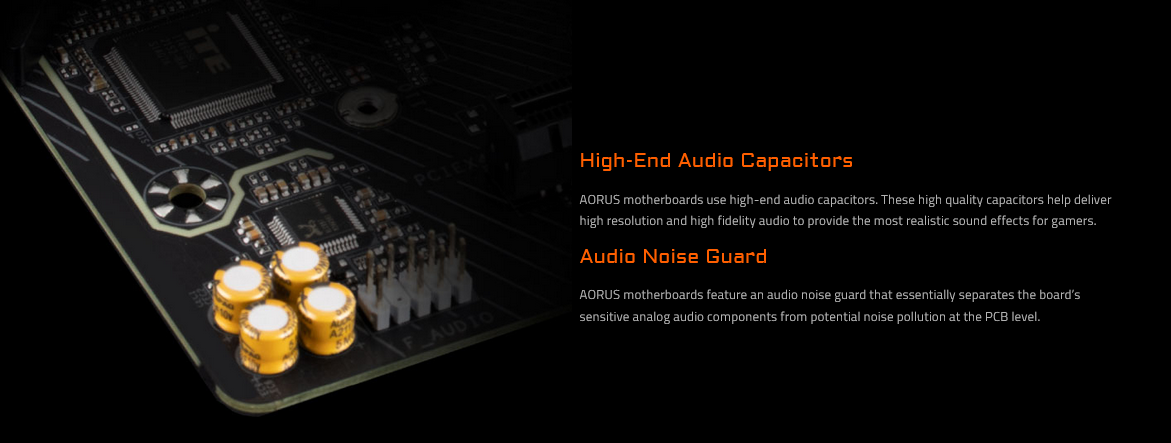 iTE
PCIEX4
High-End Audio Capacitors
AORUS motherboards use high-end audio capacitors. These high quality capacitors help deliver
high resolution and high fidelity audio to provide the most realistic sound effects for gamers.
Audio Noise Guard
AORUS motherboards feature an audio noise guard that essentially separates the board’s
sensitive analog audio components from potential noise pollution at the PCB level.
F_AUDIO